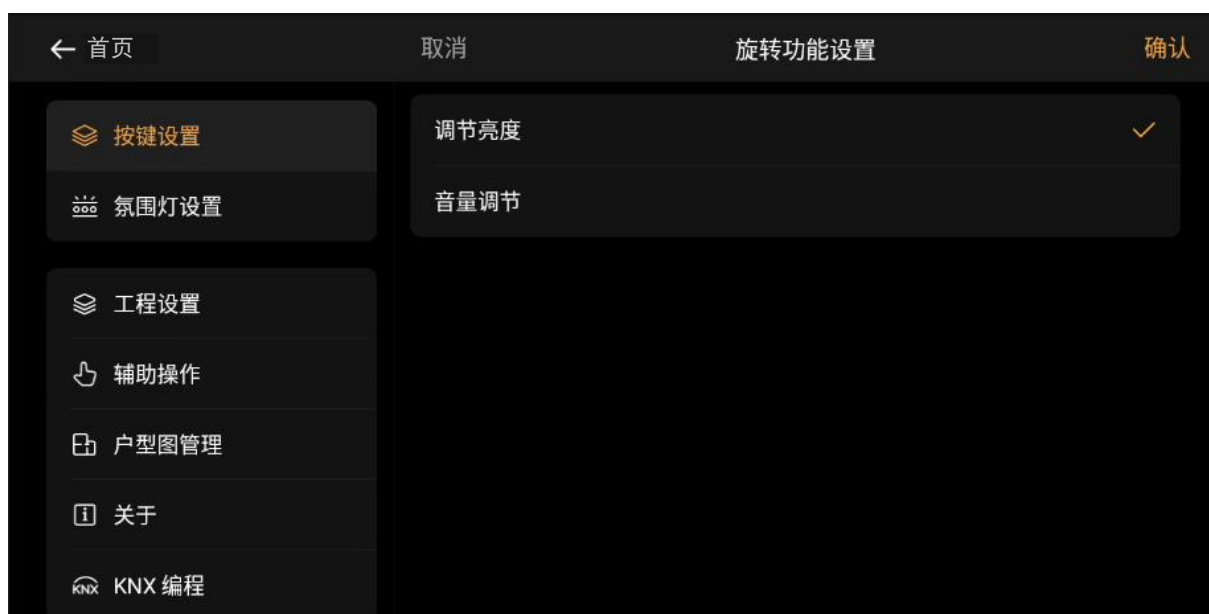 首页
取消
旋转功能设置
确认
按键设置
氛围灯设置
工程设置
辅助操作
户型图管理
关于
KNX 编程
调节亮度
音量调节